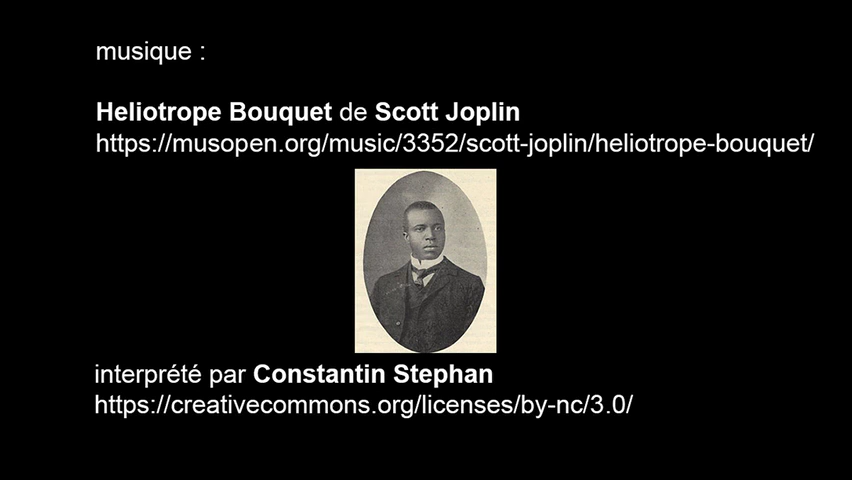 musique :
Heliotrope Bouquet de Scott Joplin
https://musopen.org/music/3352/scott-joplin/heliotrope-bouquet/
interprété par Constantin Stephan
https://creativecommons.org/licenses/by-nc/3.0/